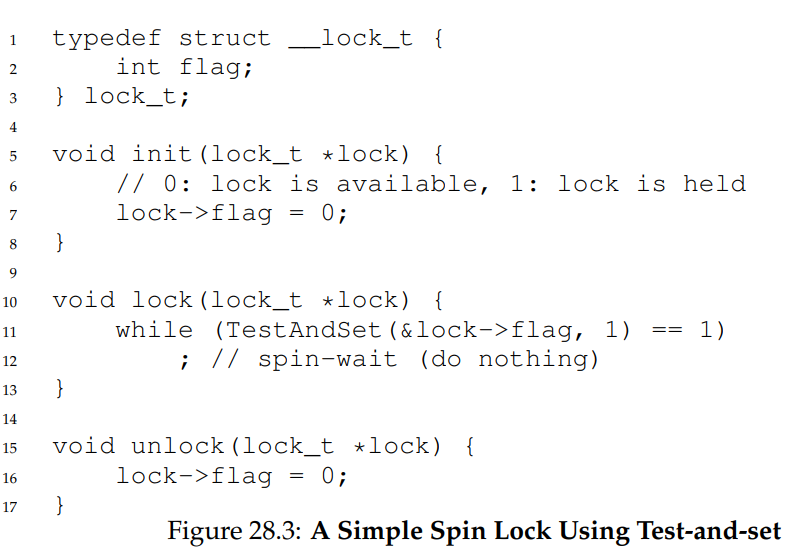 1 typedef struct __lock_t {
2     int flag;
3 } lock_t;
4
5 void init(lock_t *lock) {
6     // 0: lock is available, 1: lock is held
7     lock->flag = 0;
8 }
9
10 void lock(lock_t *lock) {
11     while (TestAndSet(&lock->flag, 1) == 1)
12         ; // spin-wait (do nothing)
13 }
14
15 void unlock(lock_t *lock) {
16     lock->flag = 0;
17 }
Figure 28.3: A Simple Spin Lock Using Test-and-set